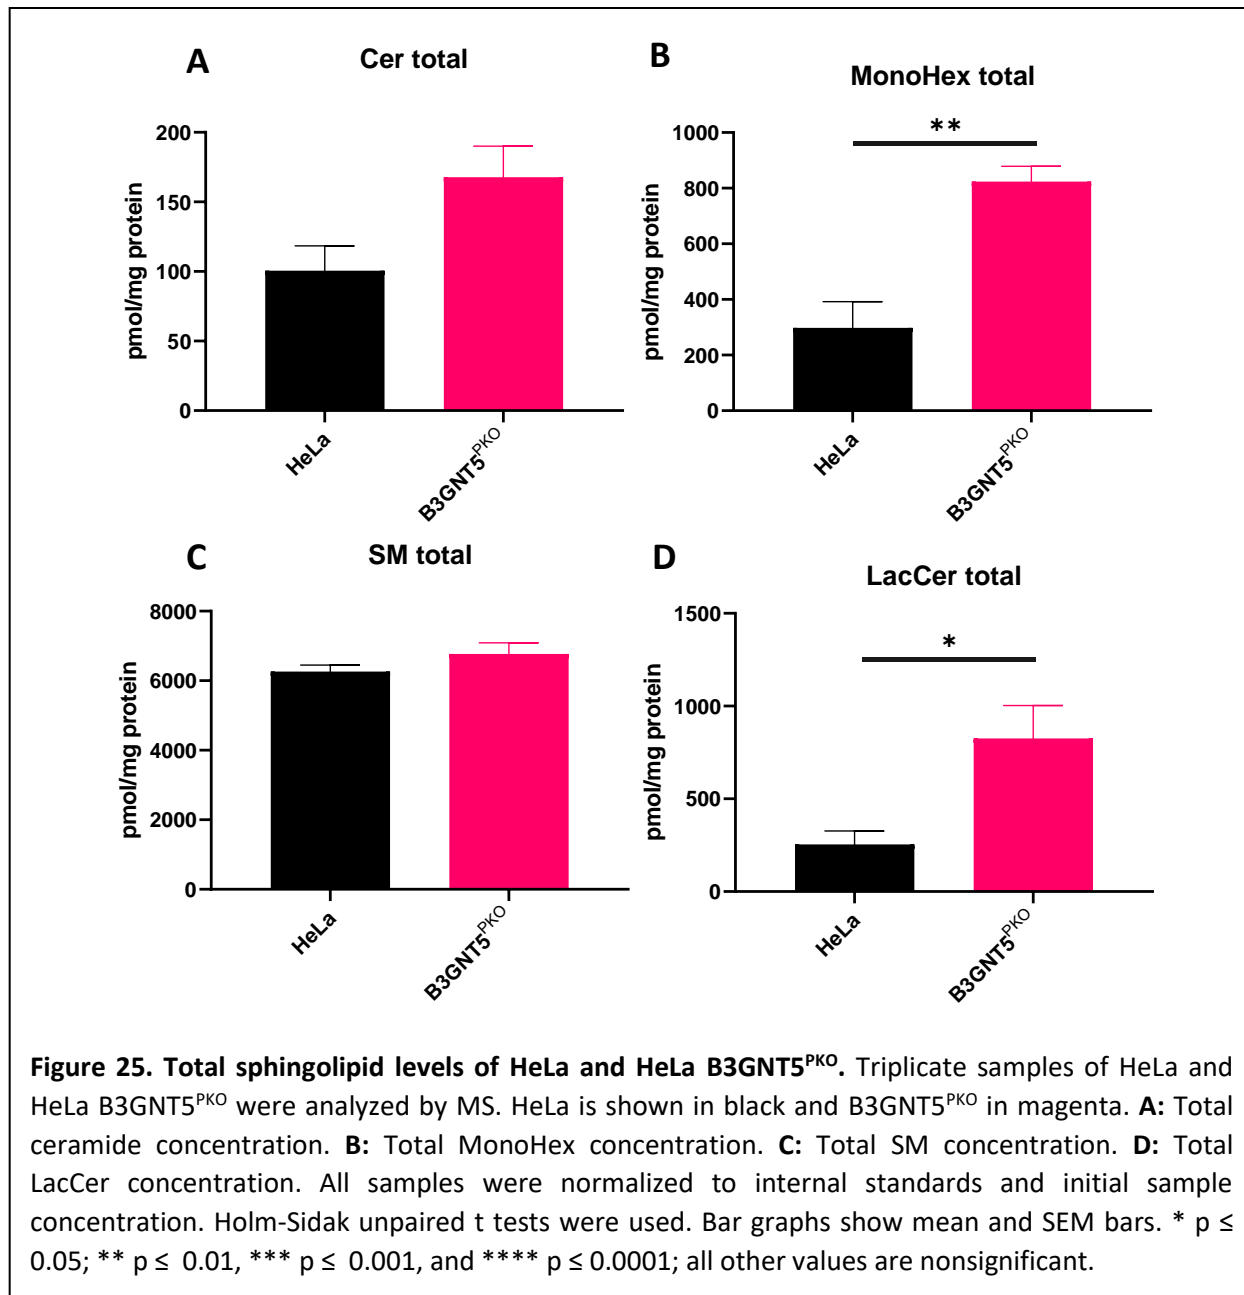 A
Cer total
pmol/mg protein
200
150
100
50
0
HeLa
B3GNT5ᴾᴷᴼ
B
MonoHex total
**
pmol/mg protein
1000
800
600
400
200
0
HeLa
B3GNT5ᴾᴷᴼ
C
SM total
pmol/mg protein
8000
6000
4000
2000
0
HeLa
B3GNT5ᴾᴷᴼ
D
LacCer total
*
pmol/mg protein
1500
1000
500
0
HeLa
B3GNT5ᴾᴷᴼ
Figure 25. Total sphingolipid levels of HeLa and HeLa B3GNT5ᴾᴷᴼ. Triplicate samples of HeLa and
HeLa B3GNT5ᴾᴷᴼ were analyzed by MS. HeLa is shown in black and B3GNT5ᴾᴷᴼ in magenta. A: Total
ceramide concentration. B: Total MonoHex concentration. C: Total SM concentration. D: Total
LacCer concentration. All samples were normalized to internal standards and initial sample
concentration. Holm-Sidak unpaired t tests were used. Bar graphs show mean and SEM bars. * p ≤
0.05; ** p ≤ 0.01, *** p ≤ 0.001, and **** p ≤ 0.0001; all other values are nonsignificant.